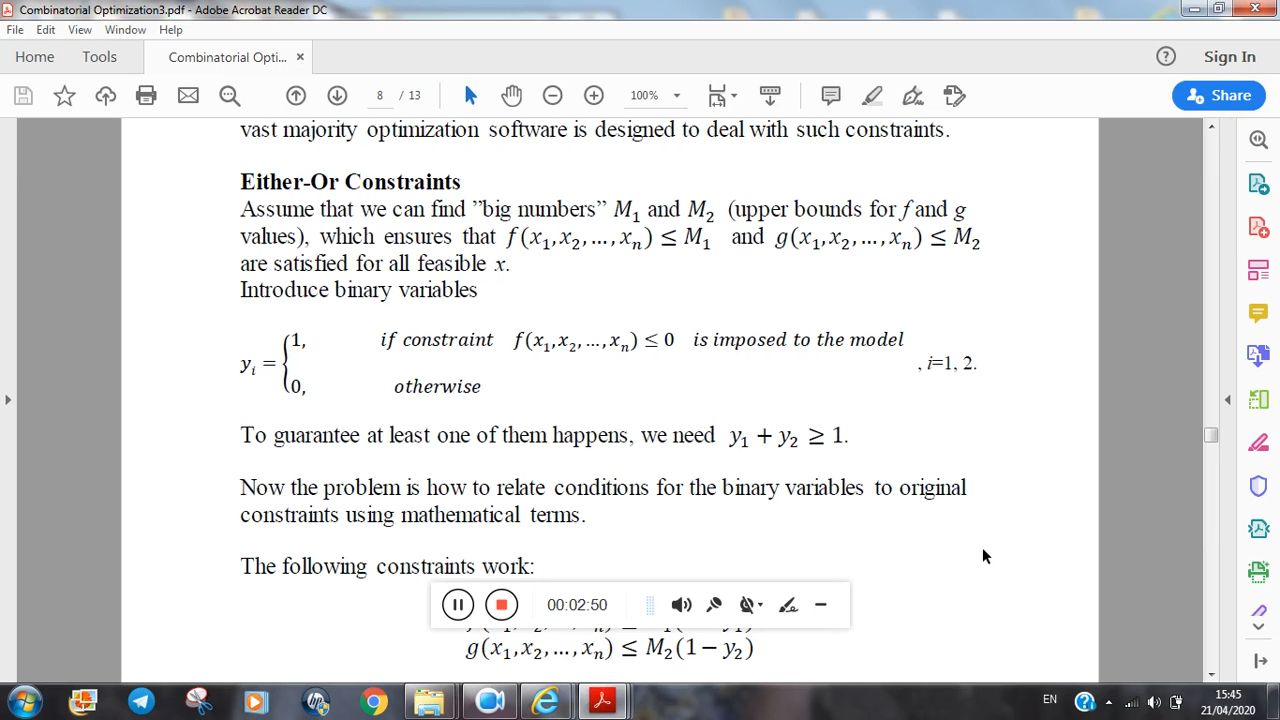 Combinatorial Optimization3.pdf - Adobe Acrobat Reader DC
File Edit View Window Help
Home Tools Combinatorial Opti... × Sign In
8 / 13 100% Share
vast majority optimization software is designed to deal with such constraints.
Either-Or Constraints
Assume that we can find ”big numbers” M₁ and M₂ (upper bounds for f and g
values), which ensures that f(x₁,x₂,…,xₙ) ≤ M₁ and g(x₁,x₂,…,xₙ) ≤ M₂
are satisfied for all feasible x.
Introduce binary variables
yᵢ = { 1, if constraint f(x₁,x₂,…,xₙ) ≤ 0 is imposed to the model
0, otherwise , i=1, 2.
To guarantee at least one of them happens, we need y₁ + y₂ ≥ 1.
Now the problem is how to relate conditions for the binary variables to original
constraints using mathematical terms.
The following constraints work:
00:02:50
g(x₁,x₂,…,xₙ) ≤ M₂(1 − y₂)
EN 15:45
21/04/2020